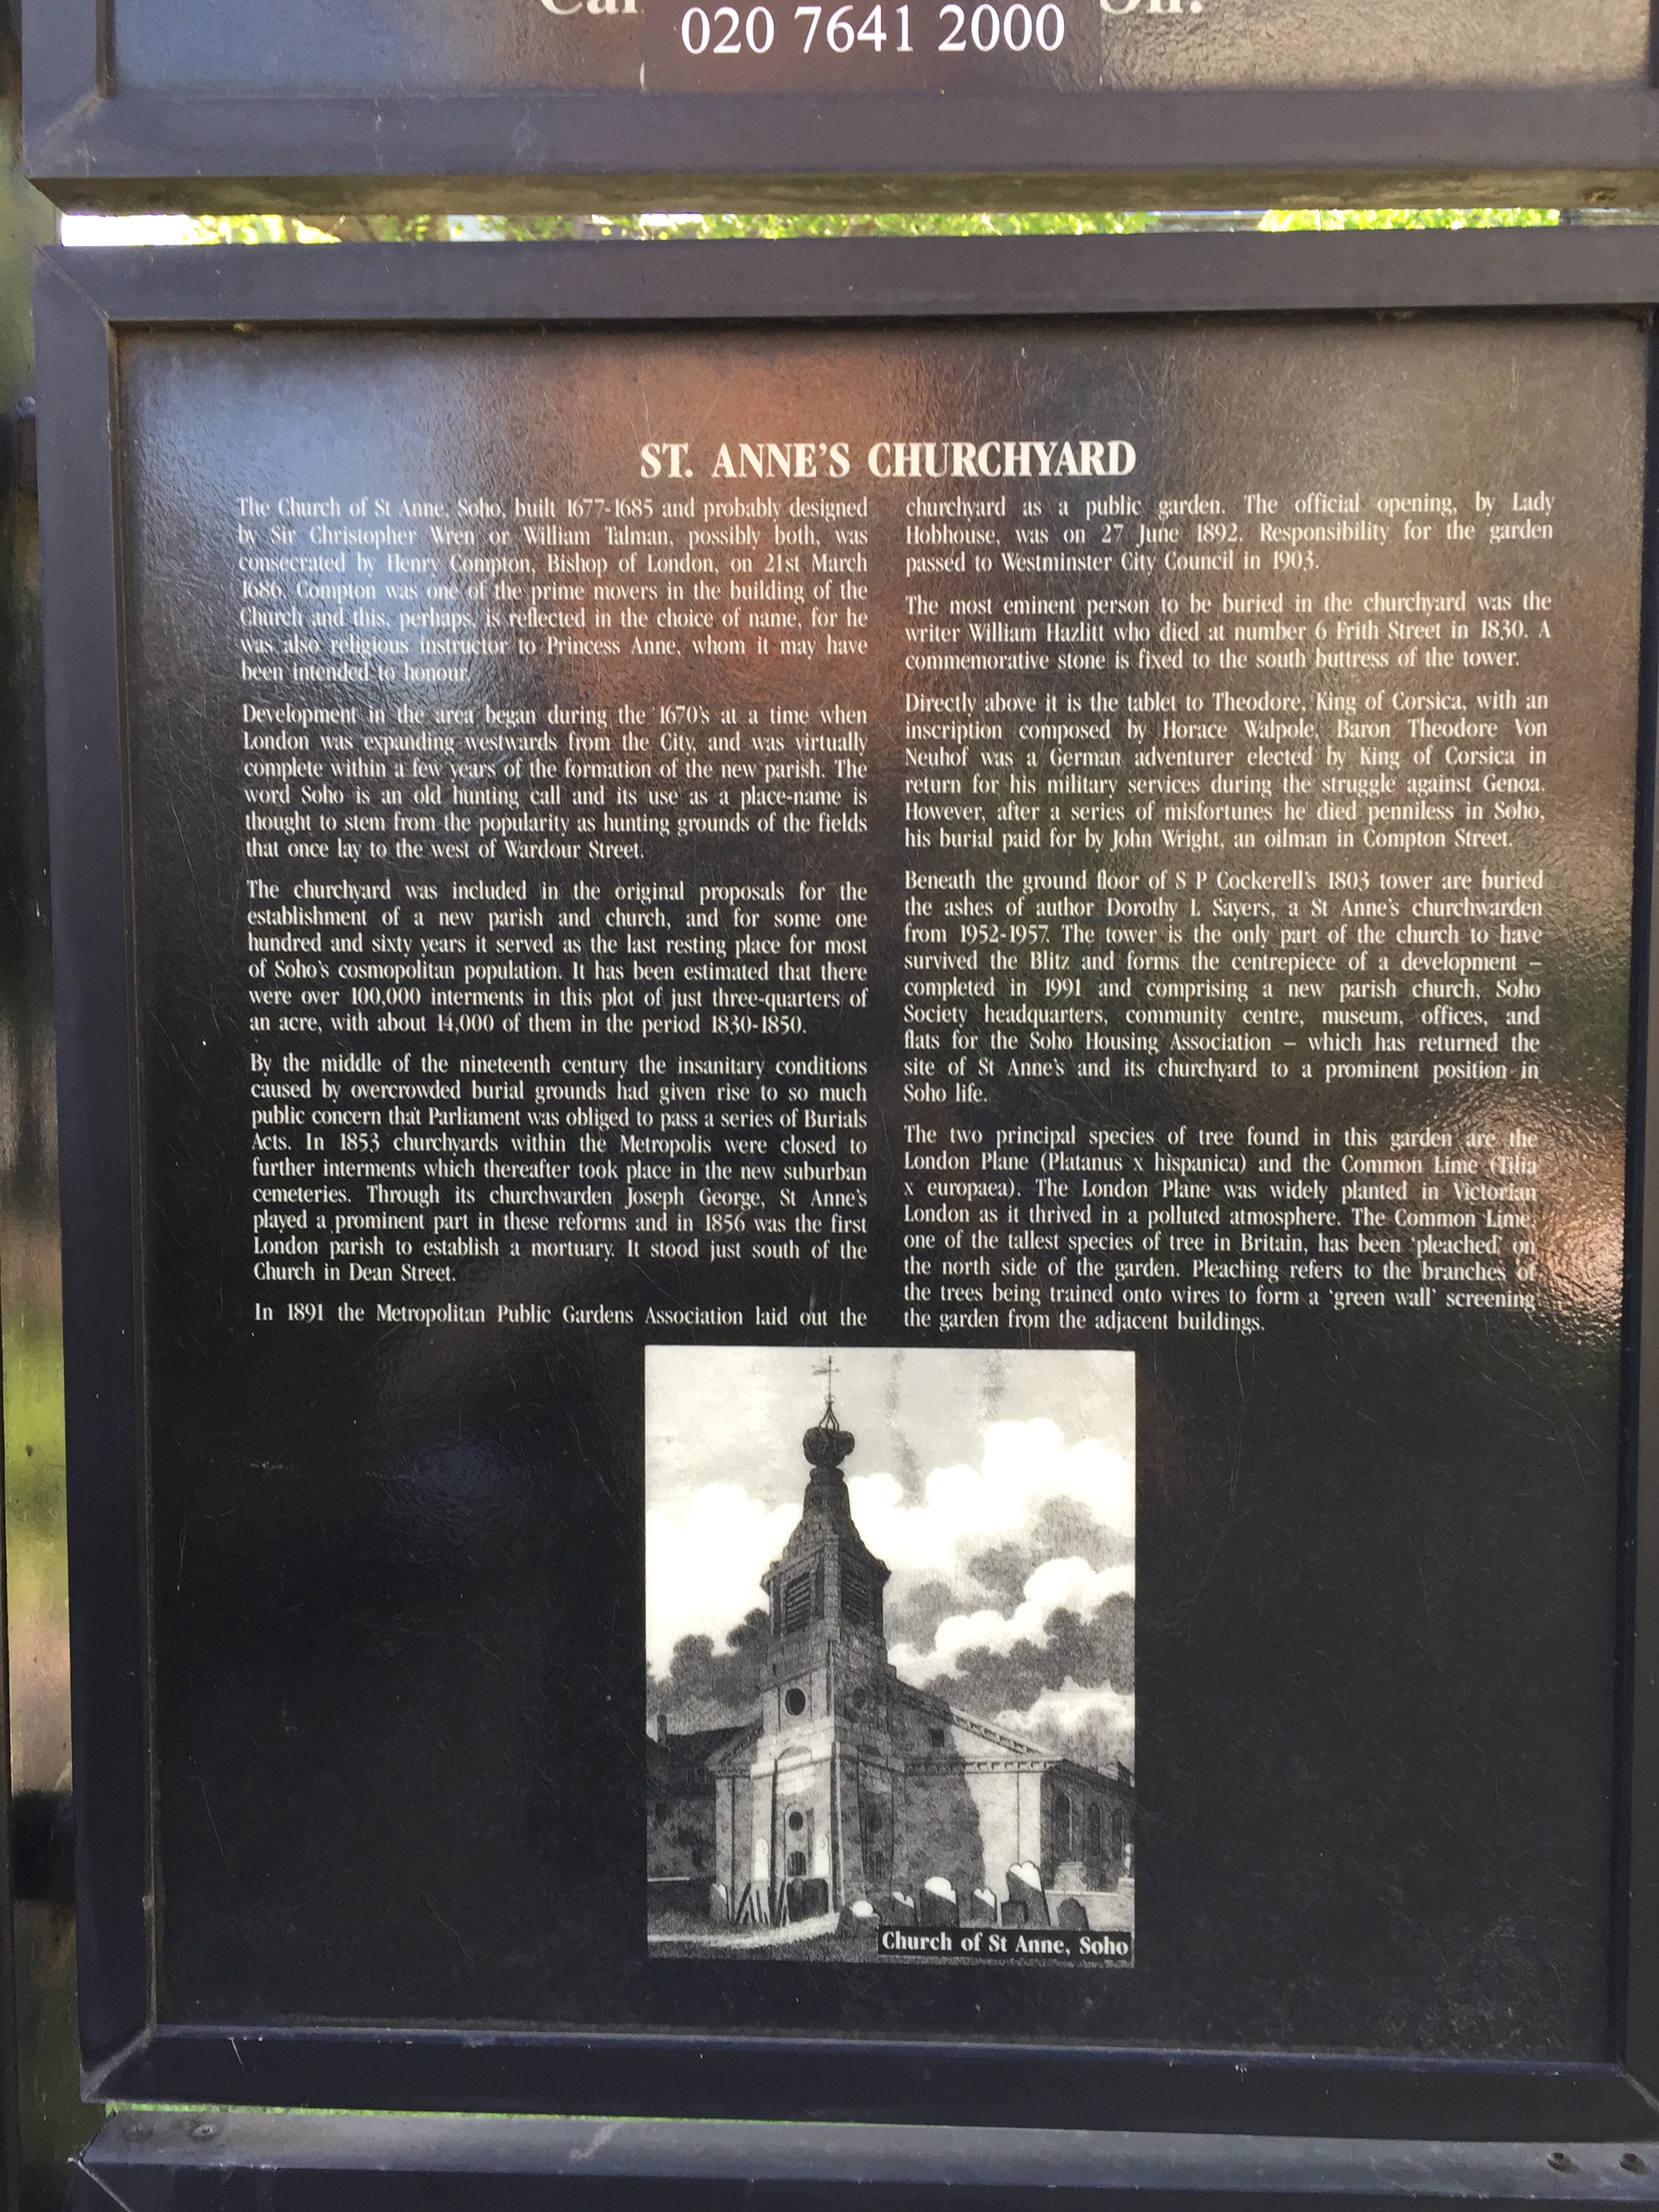 020 7641 2000
ST. ANNE'S CHURCHYARD
The Church of St Anne, Soho, built 1677-1685 and probably designed
by Sir Christopher Wren or William Talman, possibly both, was
consecrated by Henry Compton, Bishop of London, on 21st March
1686. Compton was one of the prime movers in the building of the
Church and this, perhaps, is reflected in the choice of name, for he
was also religious instructor to Princess Anne, whom it may have
been intended to honour.
Development in the area began during the 1670's at a time when
London was expanding westwards from the City, and was virtually
complete within a few years of the formation of the new parish. The
word Soho is an old hunting call and its use as a place-name is
thought to stem from the popularity as hunting grounds of the fields
that once lay to the west of Wardour Street.
The churchyard was included in the original proposals for the
establishment of a new parish and church, and for some one
hundred and sixty years it served as the last resting place for most
of Soho's cosmopolitan population. It has been estimated that there
were over 100,000 interments in this plot of just three-quarters of
an acre, with about 14,000 of them in the period 1830-1850.
By the middle of the nineteenth century the insanitary conditions
caused by overcrowded burial grounds had given rise to so much
public concern that Parliament was obliged to pass a series of Burials
Acts. In 1853 churchyards within the Metropolis were closed to
further interments which thereafter took place in the new suburban
cemeteries. Through its churchwarden Joseph George, St Anne's
played a prominent part in these reforms and in 1856 was the first
London parish to establish a mortuary. It stood just south of the
Church in Dean Street.
In 1891 the Metropolitan Public Gardens Association laid out the
churchyard as a public garden. The official opening, by Lady
Hobhouse, was on 27 June 1892. Responsibility for the garden
passed to Westminster City Council in 1903.
The most eminent person to be buried in the churchyard was the
writer William Hazlitt who died at number 6 Frith Street in 1830. A
commemorative stone is fixed to the south buttress of the tower.
Directly above it is the tablet to Theodore, King of Corsica, with an
inscription composed by Horace Walpole. Baron Theodore Von
Neuhof was a German adventurer elected by King of Corsica in
return for his military services during the struggle against Genoa.
However, after a series of misfortunes he died penniless in Soho,
his burial paid for by John Wright, an oilman in Compton Street.
Beneath the ground floor of S P Cockerell's 1803 tower are buried
the ashes of author Dorothy L Sayers, a St Anne's churchwarden
from 1952-1957. The tower is the only part of the church to have
survived the Blitz and forms the centrepiece of a development –
completed in 1991 and comprising a new parish church, Soho
Society headquarters, community centre, museum, offices, and
flats for the Soho Housing Association – which has returned the
site of St Anne's and its churchyard to a prominent position in
Soho life.
The two principal species of tree found in this garden are the
London Plane (Platanus x hispanica) and the Common Lime (Tilia
x europaea). The London Plane was widely planted in Victorian
London as it thrived in a polluted atmosphere. The Common Lime,
one of the tallest species of tree in Britain, has been 'pleached' on
the north side of the garden. Pleaching refers to the branches of
the trees being trained onto wires to form a 'green wall' screening
the garden from the adjacent buildings.
Church of St Anne, Soho